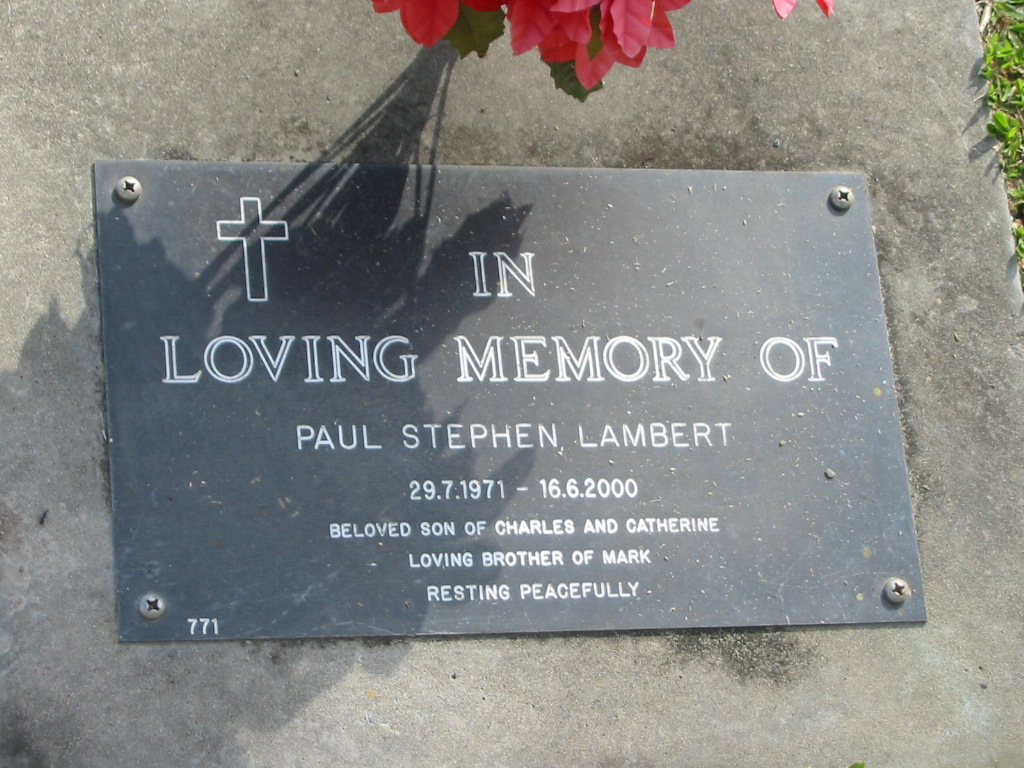 IN
LOVING MEMORY OF
PAUL STEPHEN LAMBERT
29.7.1971 - 16.6.2000
BELOVED SON OF CHARLES AND CATHERINE
LOVING BROTHER OF MARK
RESTING PEACEFULLY
771